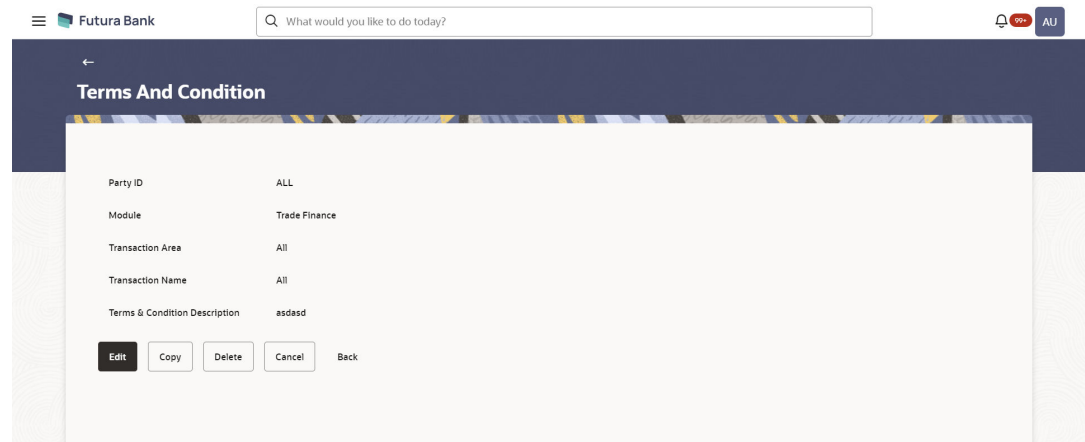 Futura Bank What would you like to do today? 99+ AU
Terms And Condition
Party ID ALL
Module Trade Finance
Transaction Area All
Transaction Name All
Terms & Condition Description asdasd
Edit Copy Delete Cancel Back